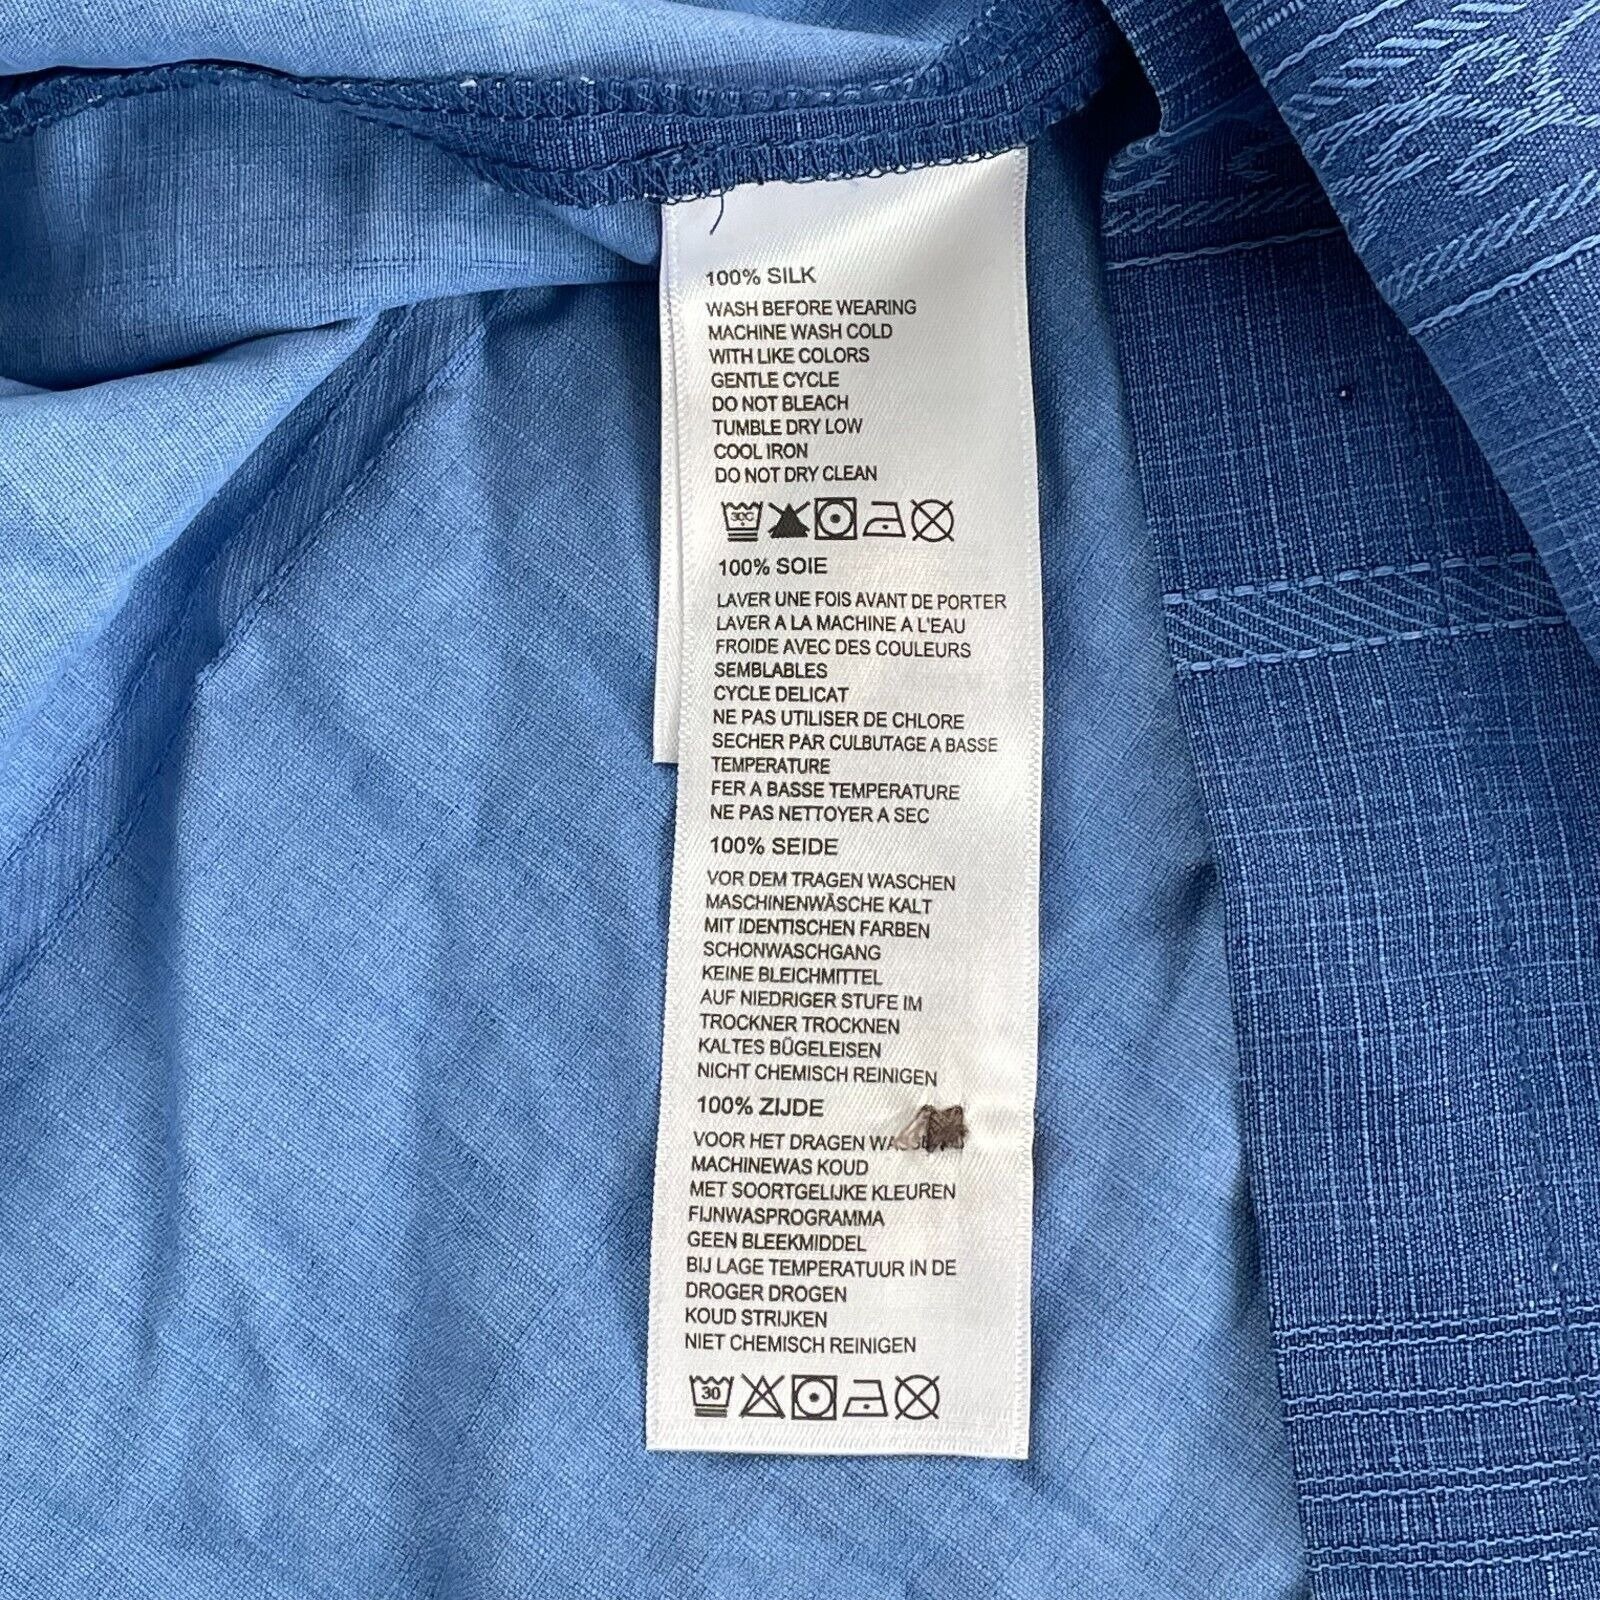 100% SILK
WASH BEFORE WEARING
MACHINE WASH COLD
WITH LIKE COLORS
GENTLE CYCLE
DO NOT BLEACH
TUMBLE DRY LOW
COOL IRON
DO NOT DRY CLEAN
30C
100% SOIE
LAVER UNE FOIS AVANT DE PORTER
LAVER A LA MACHINE A L'EAU
FROIDE AVEC DES COULEURS
SEMBLABLES
CYCLE DELICAT
NE PAS UTILISER DE CHLORE
SECHER PAR CULBUTAGE A BASSE
TEMPERATURE
FER A BASSE TEMPERATURE
NE PAS NETTOYER A SEC
100% SEIDE
VOR DEM TRAGEN WASCHEN
MASCHINENWÄSCHE KALT
MIT IDENTISCHEN FARBEN
SCHONWASCHGANG
KEINE BLEICHMITTEL
AUF NIEDRIGER STUFE IM
TROCKNER TROCKNEN
KALTES BÜGELEISEN
NICHT CHEMISCH REINIGEN
100% ZIJDE
VOOR HET DRAGEN
MACHINEWAS KOUD
MET SOORTGELIJKE KLEUREN
FIJNWASPROGRAMMA
GEEN BLEEKMIDDEL
BIJ LAGE TEMPERATUUR IN DE
DROGER DROGEN
KOUD STRIJKEN
NIET CHEMISCH REINIGEN
30